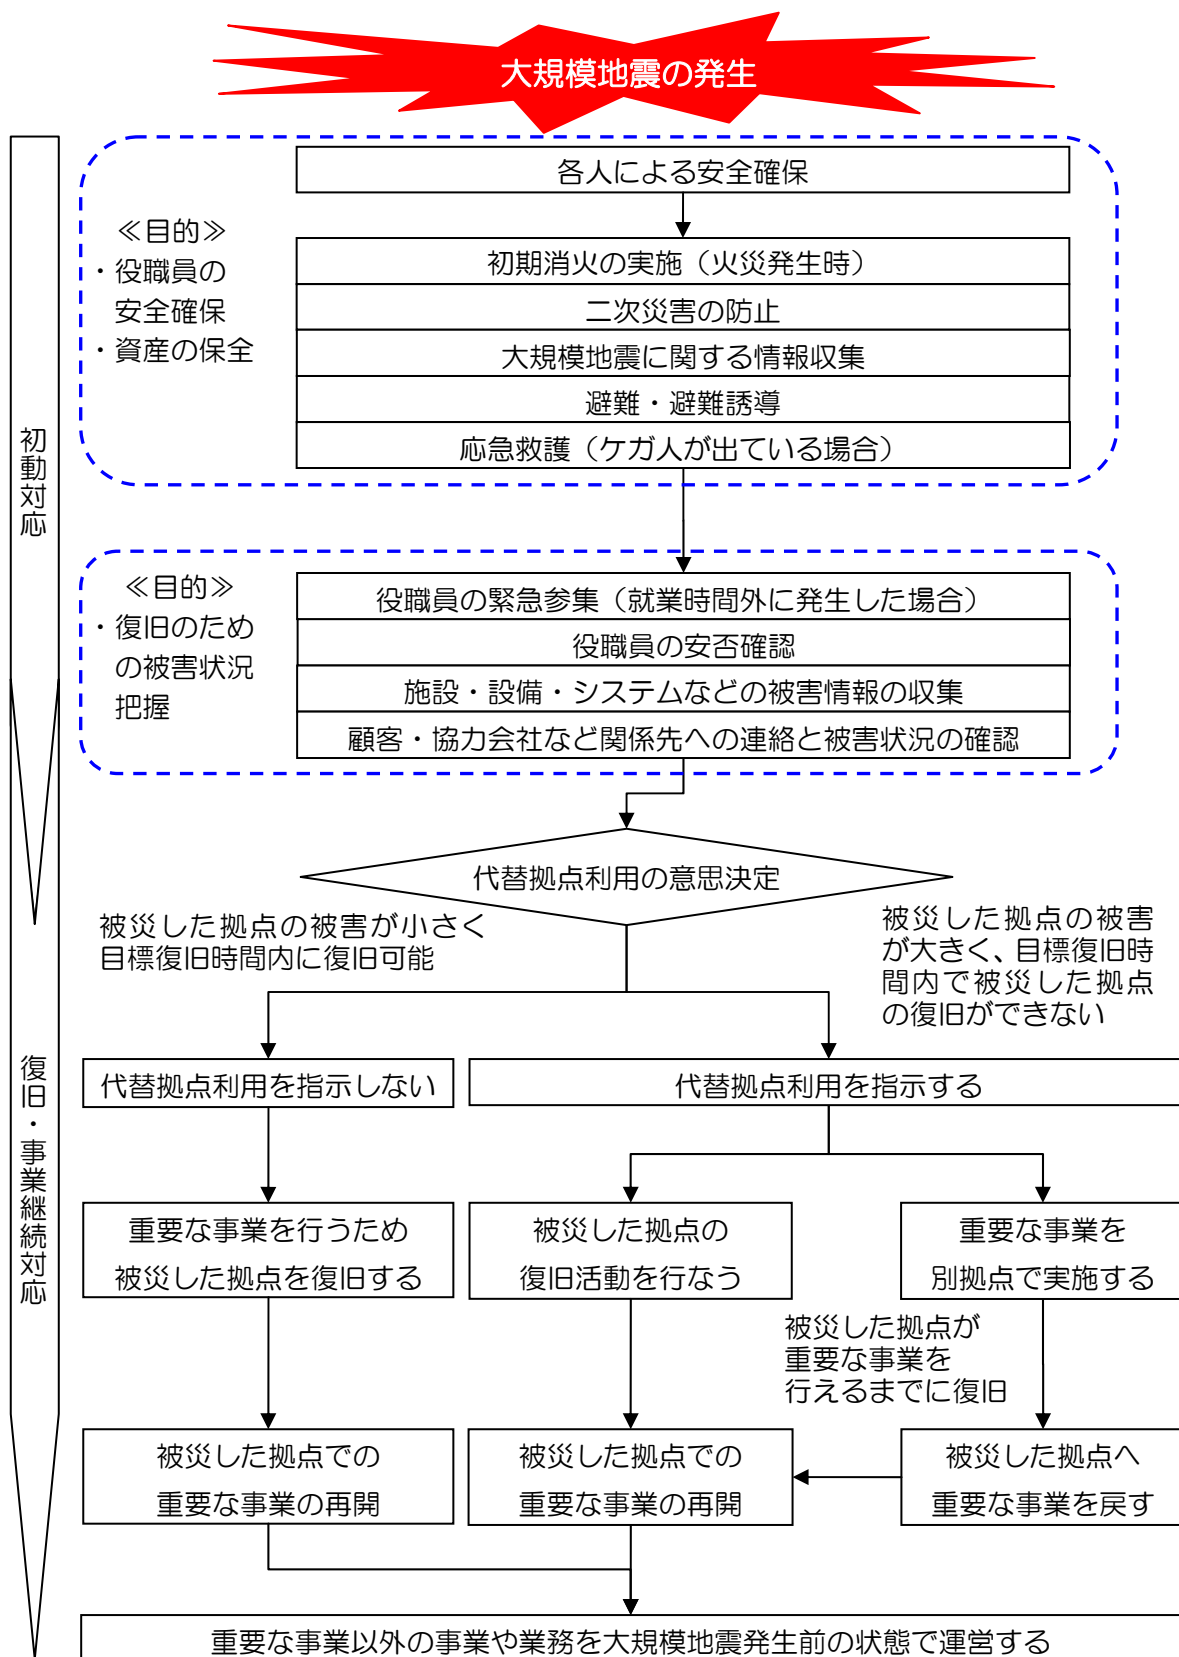 大規模地震の発生
各人による安全確保
≪目的≫
・役職員の
安全確保
・資産の保全
初期消火の実施（火災発生時）
二次災害の防止
大規模地震に関する情報収集
避難・避難誘導
応急救護（ケガ人が出ている場合）
初動対応
≪目的≫
・復旧のため
の被害状況
把握
役職員の緊急参集（就業時間外に発生した場合）
役職員の安否確認
施設・設備・システムなどの被害情報の収集
顧客・協力会社など関係先への連絡と被害状況の確認
代替拠点利用の意思決定
被災した拠点の被害が小さく
目標復旧時間内に復旧可能
被災した拠点の被害
が大きく、目標復旧時
間内で被災した拠点
の復旧ができない
復旧・事業継続対応
代替拠点利用を指示しない
代替拠点利用を指示する
重要な事業を行うため
被災した拠点を復旧する
被災した拠点の
復旧活動を行なう
重要な事業を
別拠点で実施する
被災した拠点が
重要な事業を
行えるまでに復旧
被災した拠点での
重要な事業の再開
被災した拠点での
重要な事業の再開
被災した拠点へ
重要な事業を戻す
重要な事業以外の事業や業務を大規模地震発生前の状態で運営する